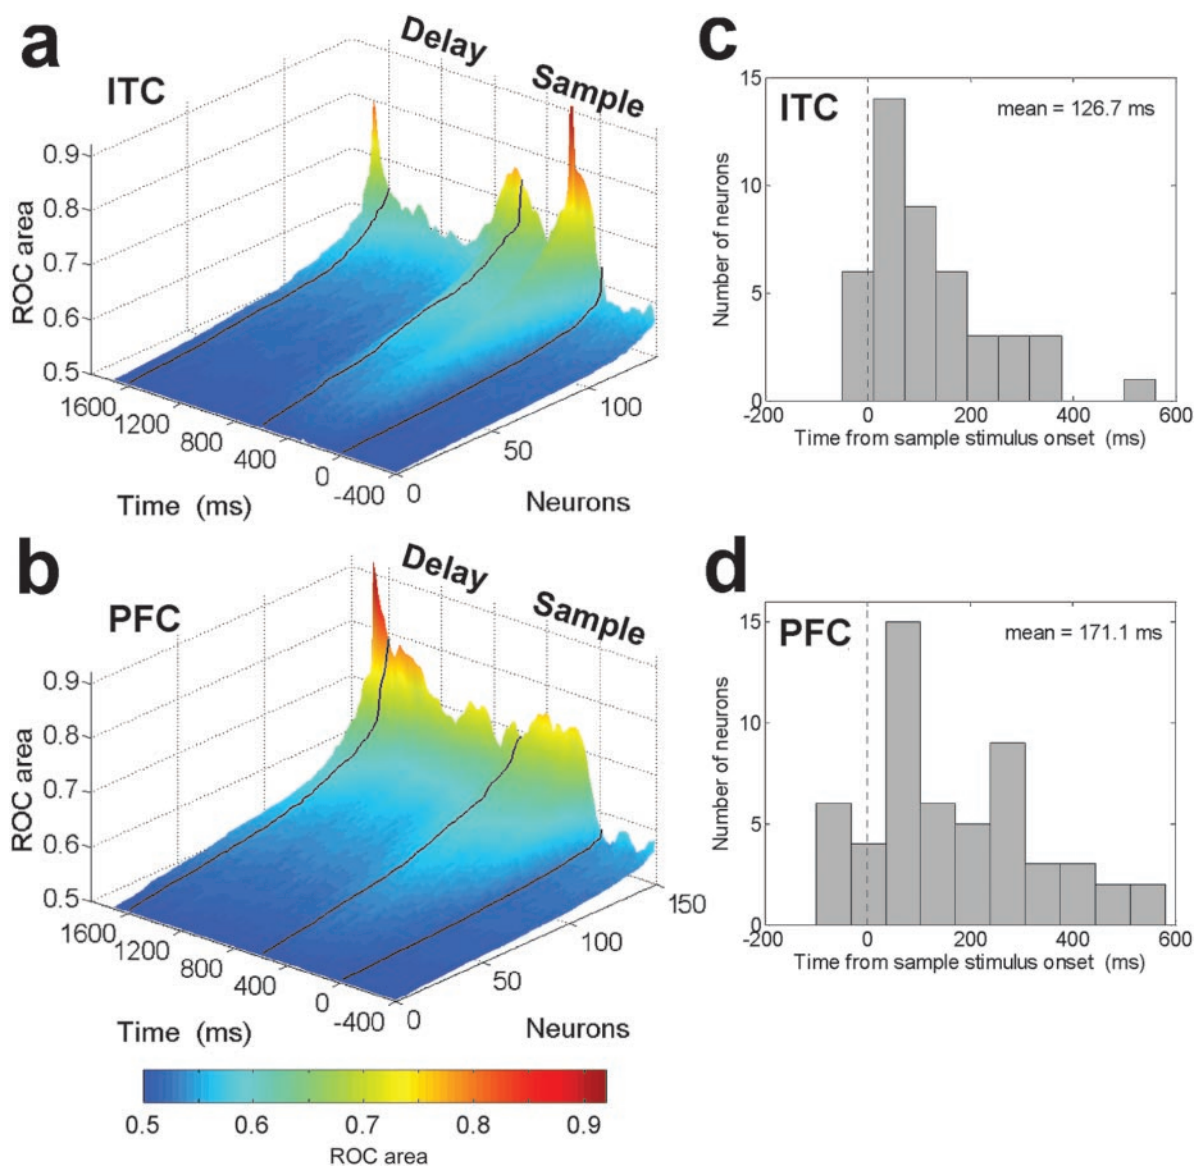 a
ITC
Delay
Sample
0.9
0.8
0.7
0.6
0.5
ROC area
1600
1200
800
400
0
-400
Time (ms)
0
50
100
Neurons
c
ITC
mean = 126.7 ms
15
10
5
0
Number of neurons
-200 0 200 400 600
Time from sample stimulus onset (ms)
b
PFC
Delay
Sample
0.9
0.8
0.7
0.6
0.5
ROC area
1600
1200
800
400
0
-400
Time (ms)
0
50
100
150
Neurons
d
PFC
mean = 171.1 ms
15
10
5
0
Number of neurons
-200 0 200 400 600
Time from sample stimulus onset (ms)
0.5 0.6 0.7 0.8 0.9
ROC area